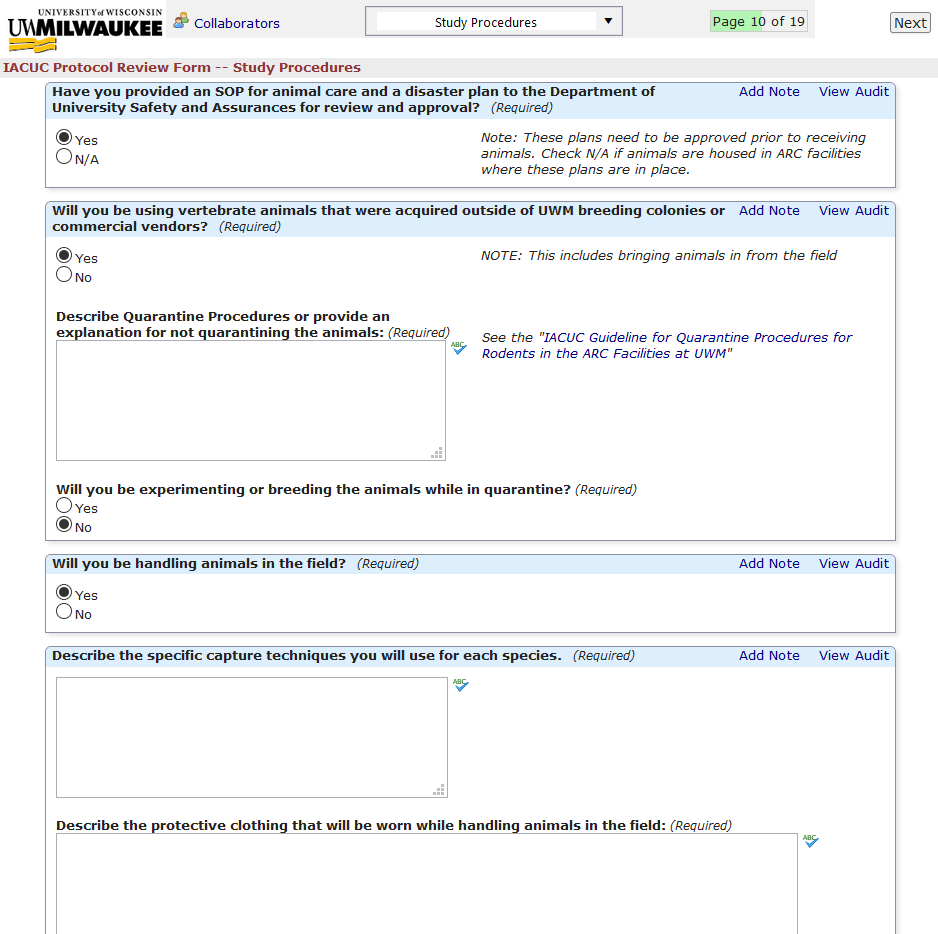 UNIVERSITY of WISCONSIN
UWMILWAUKEE
Collaborators
Study Procedures
Page 10 of 19
Next
IACUC Protocol Review Form -- Study Procedures
Have you provided an SOP for animal care and a disaster plan to the Department of
University Safety and Assurances for review and approval? (Required)
Add Note View Audit
Yes
N/A
Note: These plans need to be approved prior to receiving
animals. Check N/A if animals are housed in ARC facilities
where these plans are in place.
Will you be using vertebrate animals that were acquired outside of UWM breeding colonies or
commercial vendors? (Required)
Add Note View Audit
Yes
No
NOTE: This includes bringing animals in from the field
Describe Quarantine Procedures or provide an
explanation for not quarantining the animals: (Required)
ABC
See the "IACUC Guideline for Quarantine Procedures for
Rodents in the ARC Facilities at UWM"
Will you be experimenting or breeding the animals while in quarantine? (Required)
Yes
No
Will you be handling animals in the field? (Required)
Add Note View Audit
Yes
No
Describe the specific capture techniques you will use for each species. (Required)
Add Note View Audit
ABC
Describe the protective clothing that will be worn while handling animals in the field: (Required)
ABC